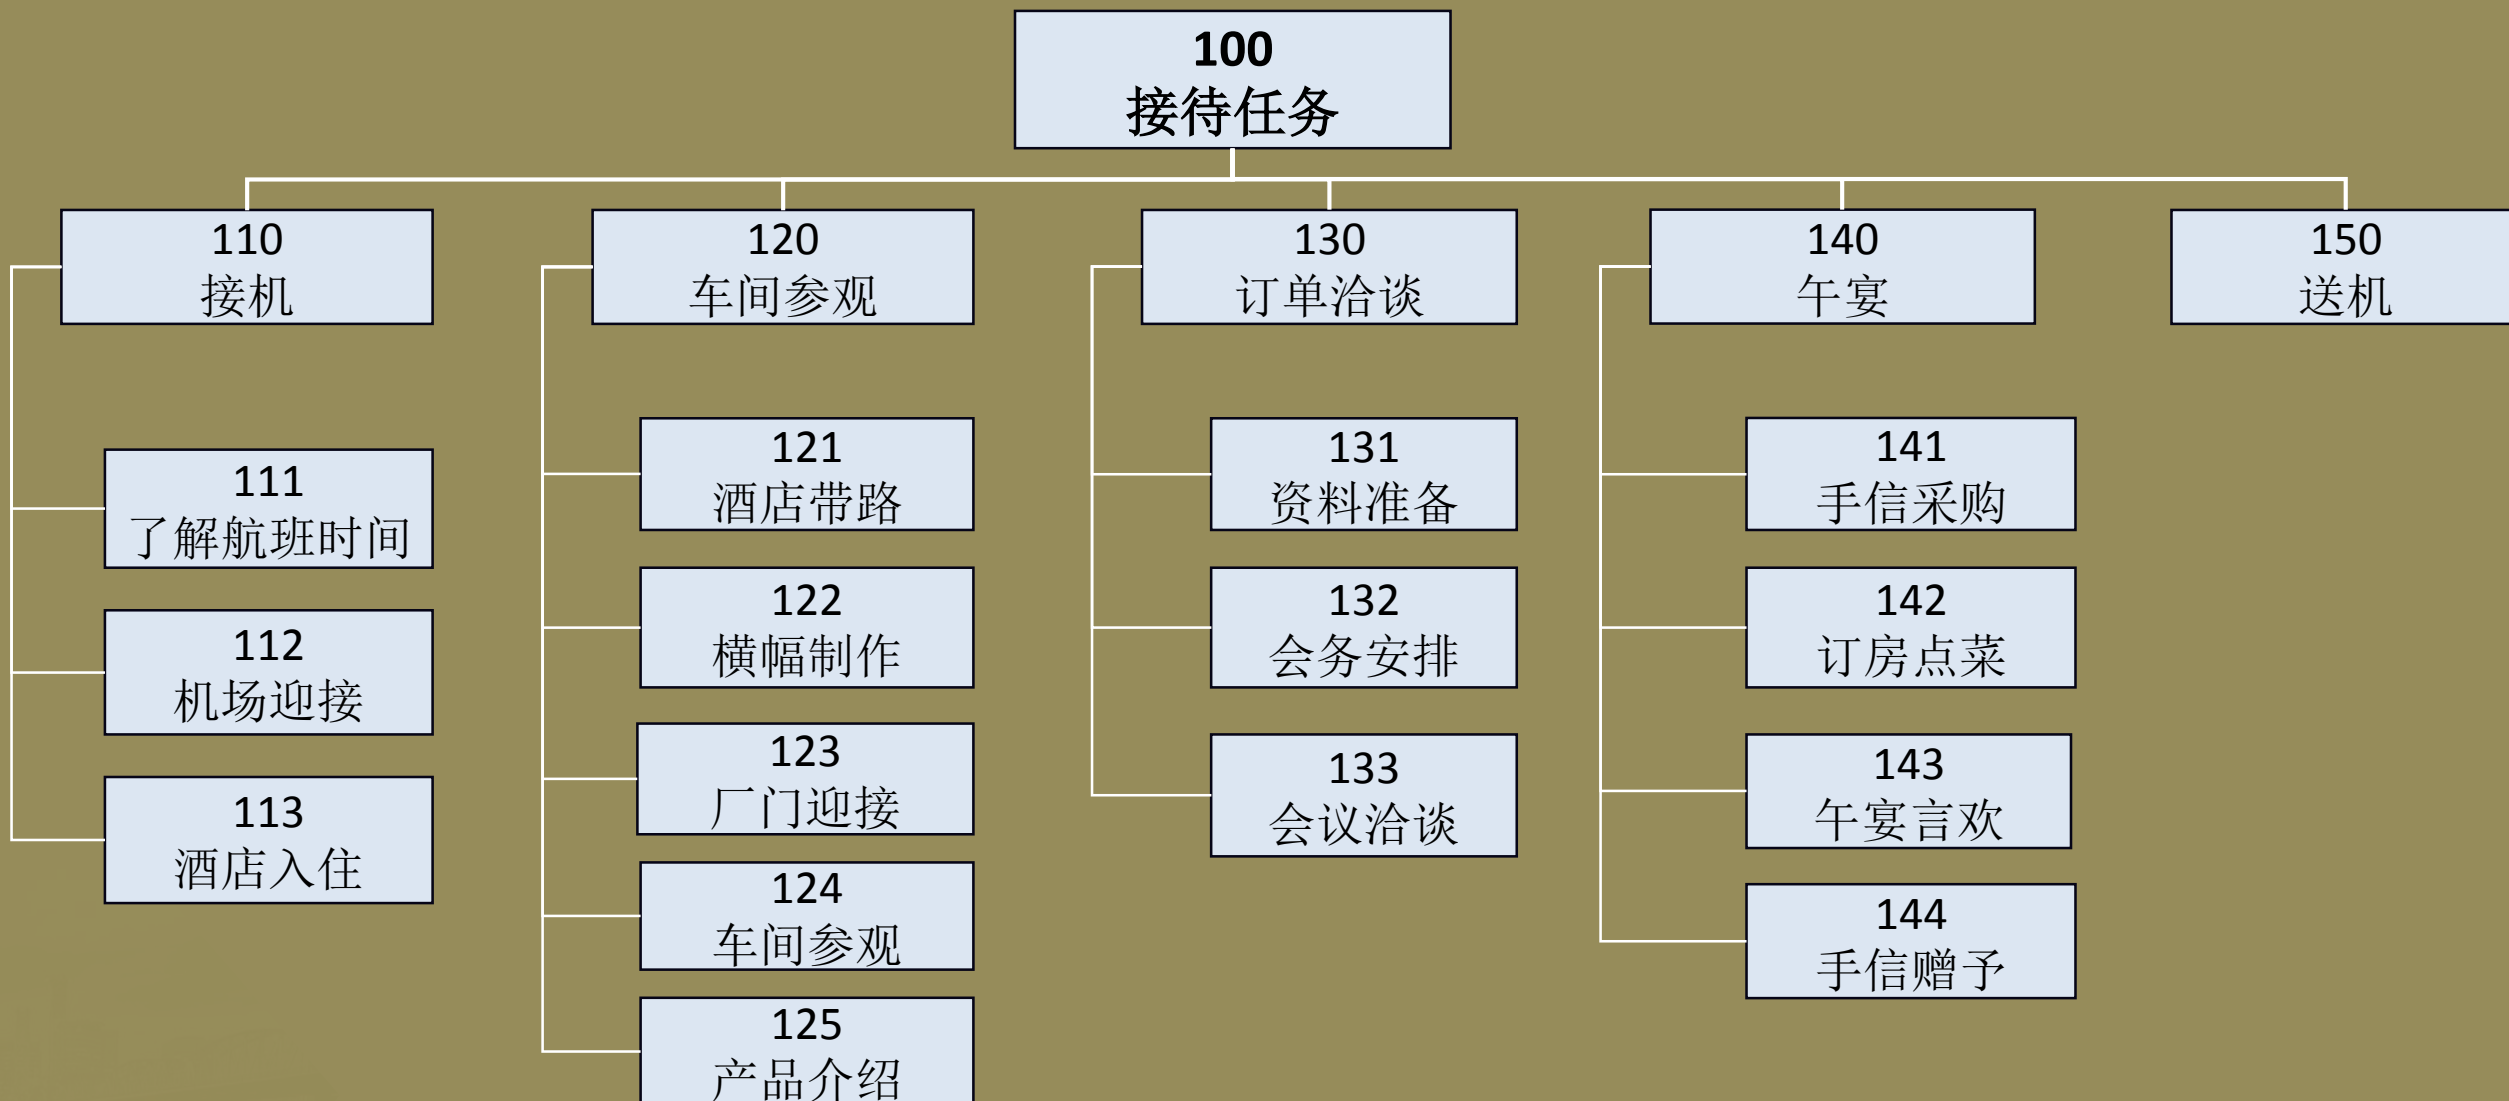 100
接待任务
110
接机
120
车间参观
130
订单洽谈
140
午宴
150
送机
111
了解航班时间
112
机场迎接
113
酒店入住
121
酒店带路
122
横幅制作
123
厂门迎接
124
车间参观
125
产品介绍
131
资料准备
132
会务安排
133
会议洽谈
141
手信采购
142
订房点菜
143
午宴言欢
144
手信赠予